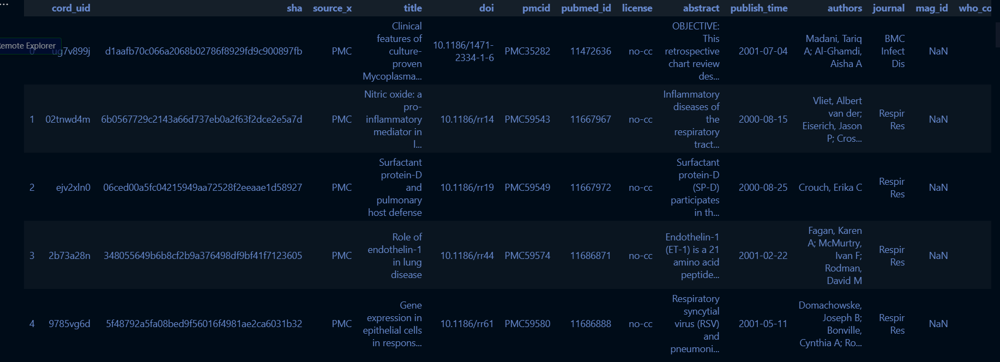 ...
cord_uid sha source_x title doi pmcid pubmed_id license abstract publish_time authors journal mag_id who_co
Remote Explorer
0 ug7v899j d1aafb70c066a2068b02786f8929fd9c900897fb PMC
Clinical
features of
culture-
proven
Mycoplasma...
10.1186/1471-
2334-1-6
PMC35282 11472636 no-cc
OBJECTIVE:
This
retrospective
chart review
des...
2001-07-04
Madani, Tariq
A; Al-Ghamdi,
Aisha A
BMC
Infect
Dis
NaN
1 02tnwd4m 6b0567729c2143a66d737eb0a2f63f2dce2e5a7d PMC
Nitric oxide: a
pro-
inflammatory
mediator in
l...
10.1186/rr14 PMC59543 11667967 no-cc
Inflammatory
diseases of
the
respiratory
tract...
2000-08-15
Vliet, Albert
van der;
Eiserich, Jason
P; Cros...
Respir
Res
NaN
2 ejv2xln0 06ced00a5fc04215949aa72528f2eeaae1d58927 PMC
Surfactant
protein-D
and
pulmonary
host defense
10.1186/rr19 PMC59549 11667972 no-cc
Surfactant
protein-D
(SP-D)
participates
in th...
2000-08-25
Crouch, Erika C
Respir
Res
NaN
3 2b73a28n 348055649b6b8cf2b9a376498df9bf41f7123605 PMC
Role of
endothelin-1
in lung
disease
10.1186/rr44 PMC59574 11686871 no-cc
Endothelin-1
(ET-1) is a 21
amino acid
peptide...
2001-02-22
Fagan, Karen
A; McMurtry,
Ivan F;
Rodman,
David M
Respir
Res
NaN
4 9785vg6d 5f48792a5fa08bed9f56016f4981ae2ca6031b32 PMC
Gene
expression in
epithelial cells
in respons...
10.1186/rr61 PMC59580 11686888 no-cc
Respiratory
syncytial
virus (RSV)
and
pneumoni...
2001-05-11
Domachowske,
Joseph B;
Bonville,
Cynthia A; Ro...
Respir
Res
NaN